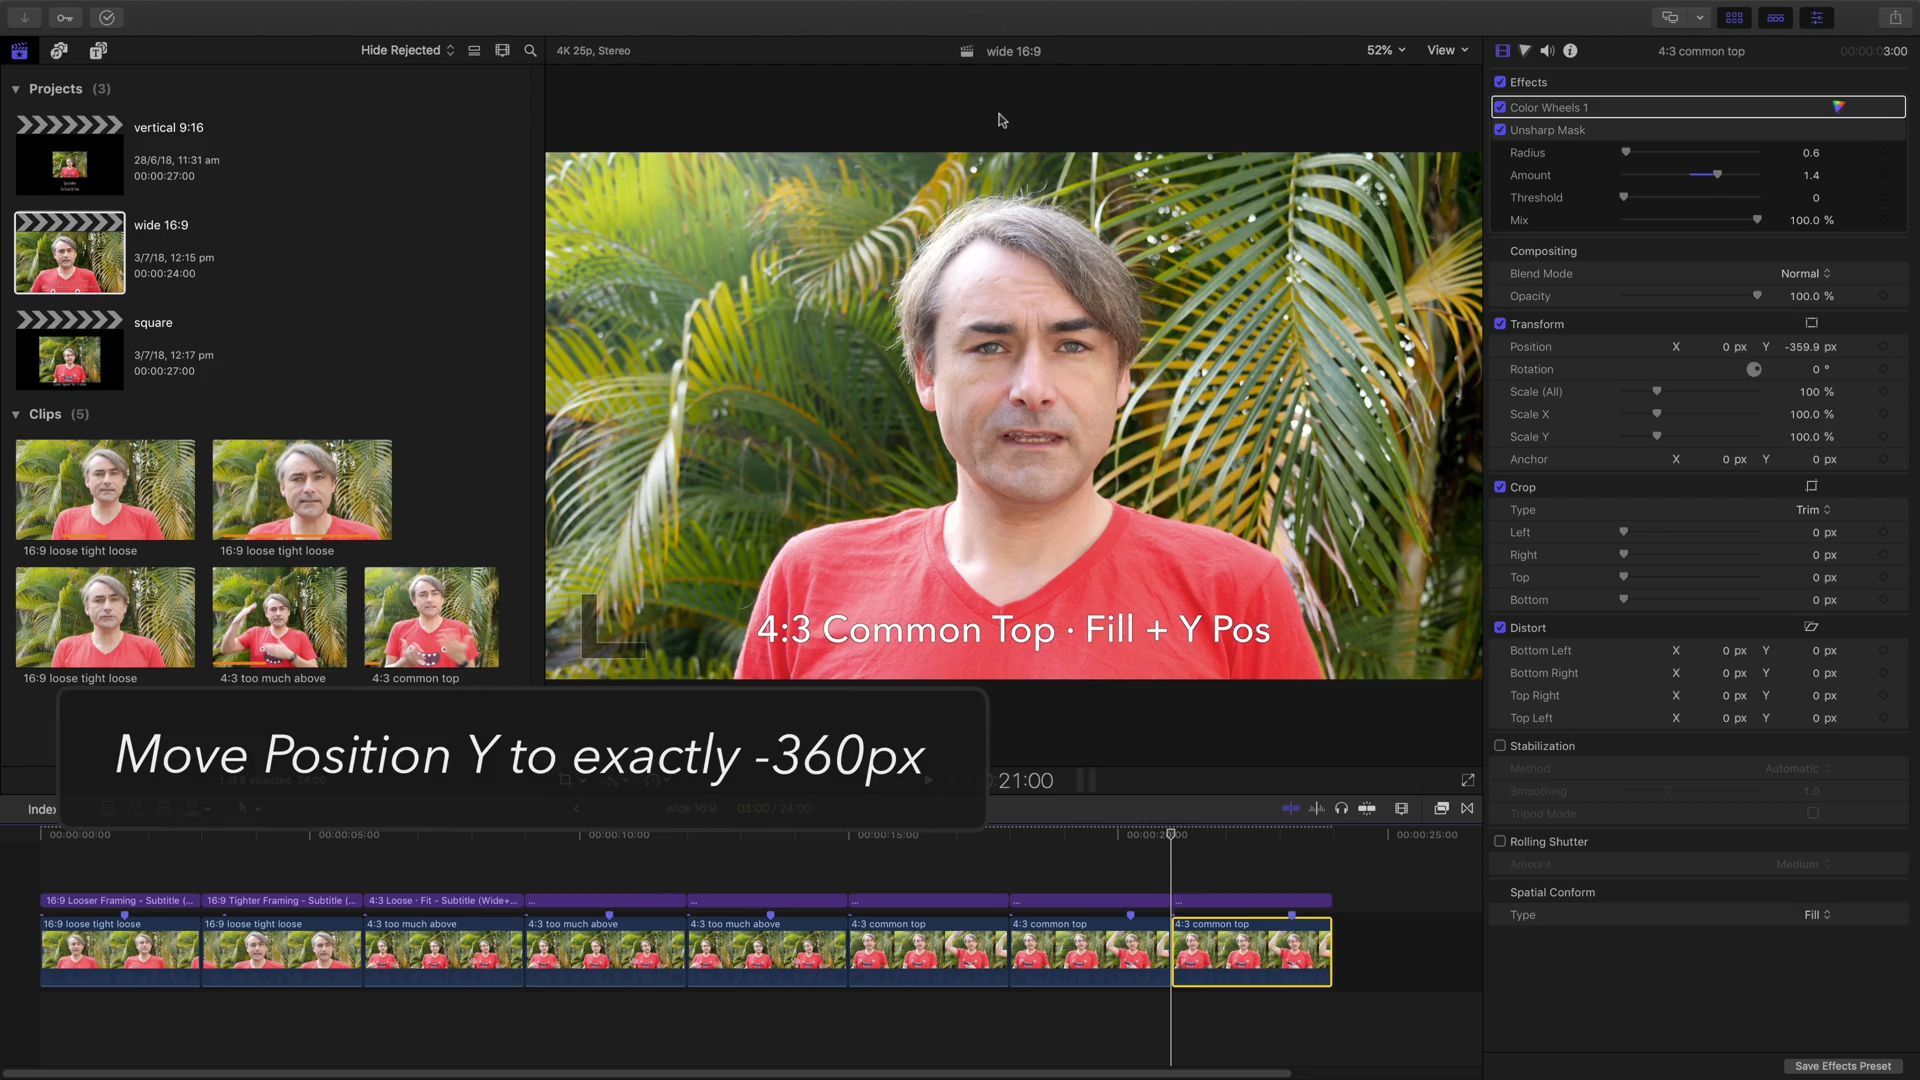 Hide Rejected
4K 25p, Stereo
wide 16:9
52%
View
4:3 common top
00:00:03:00
Projects (3)
vertical 9:16
28/6/18, 11:31 am
00:00:27:00
wide 16:9
3/7/18, 12:15 pm
00:00:24:00
square
3/7/18, 12:17 pm
00:00:27:00
Clips (5)
16:9 loose tight loose
16:9 loose tight loose
16:9 loose tight loose
4:3 too much above
4:3 common top
4:3 Common Top · Fill + Y Pos
Move Position Y to exactly -360px
:21:00
Effects
Color Wheels 1
Unsharp Mask
Radius 0.6
Amount 1.4
Threshold 0
Mix 100.0 %
Compositing
Blend Mode Normal
Opacity 100.0 %
Transform
Position X 0 px Y -359.9 px
Rotation 0 °
Scale (All) 100 %
Scale X 100.0 %
Scale Y 100.0 %
Anchor X 0 px Y 0 px
Crop
Type Trim
Left 0 px
Right 0 px
Top 0 px
Bottom 0 px
Distort
Bottom Left X 0 px Y 0 px
Bottom Right X 0 px Y 0 px
Top Right X 0 px Y 0 px
Top Left X 0 px Y 0 px
Stabilization
Method Automatic
Smoothing 1.0
Tripod Mode
Rolling Shutter
Amount Medium
Spatial Conform
Type Fill
Save Effects Preset
Index
wide 16:9
03:00 / 24:00
00:00:00:00
00:00:05:00
00:00:10:00
00:00:15:00
00:00:25:00
16:9 Looser Framing - Subtitle (...
16:9 Tighter Framing - Subtitle (...
4:3 Loose · Fit - Subtitle (Wide+...
...
...
...
...
...
16:9 loose tight loose
16:9 loose tight loose
4:3 too much above
4:3 too much above
4:3 too much above
4:3 common top
4:3 common top
4:3 common top